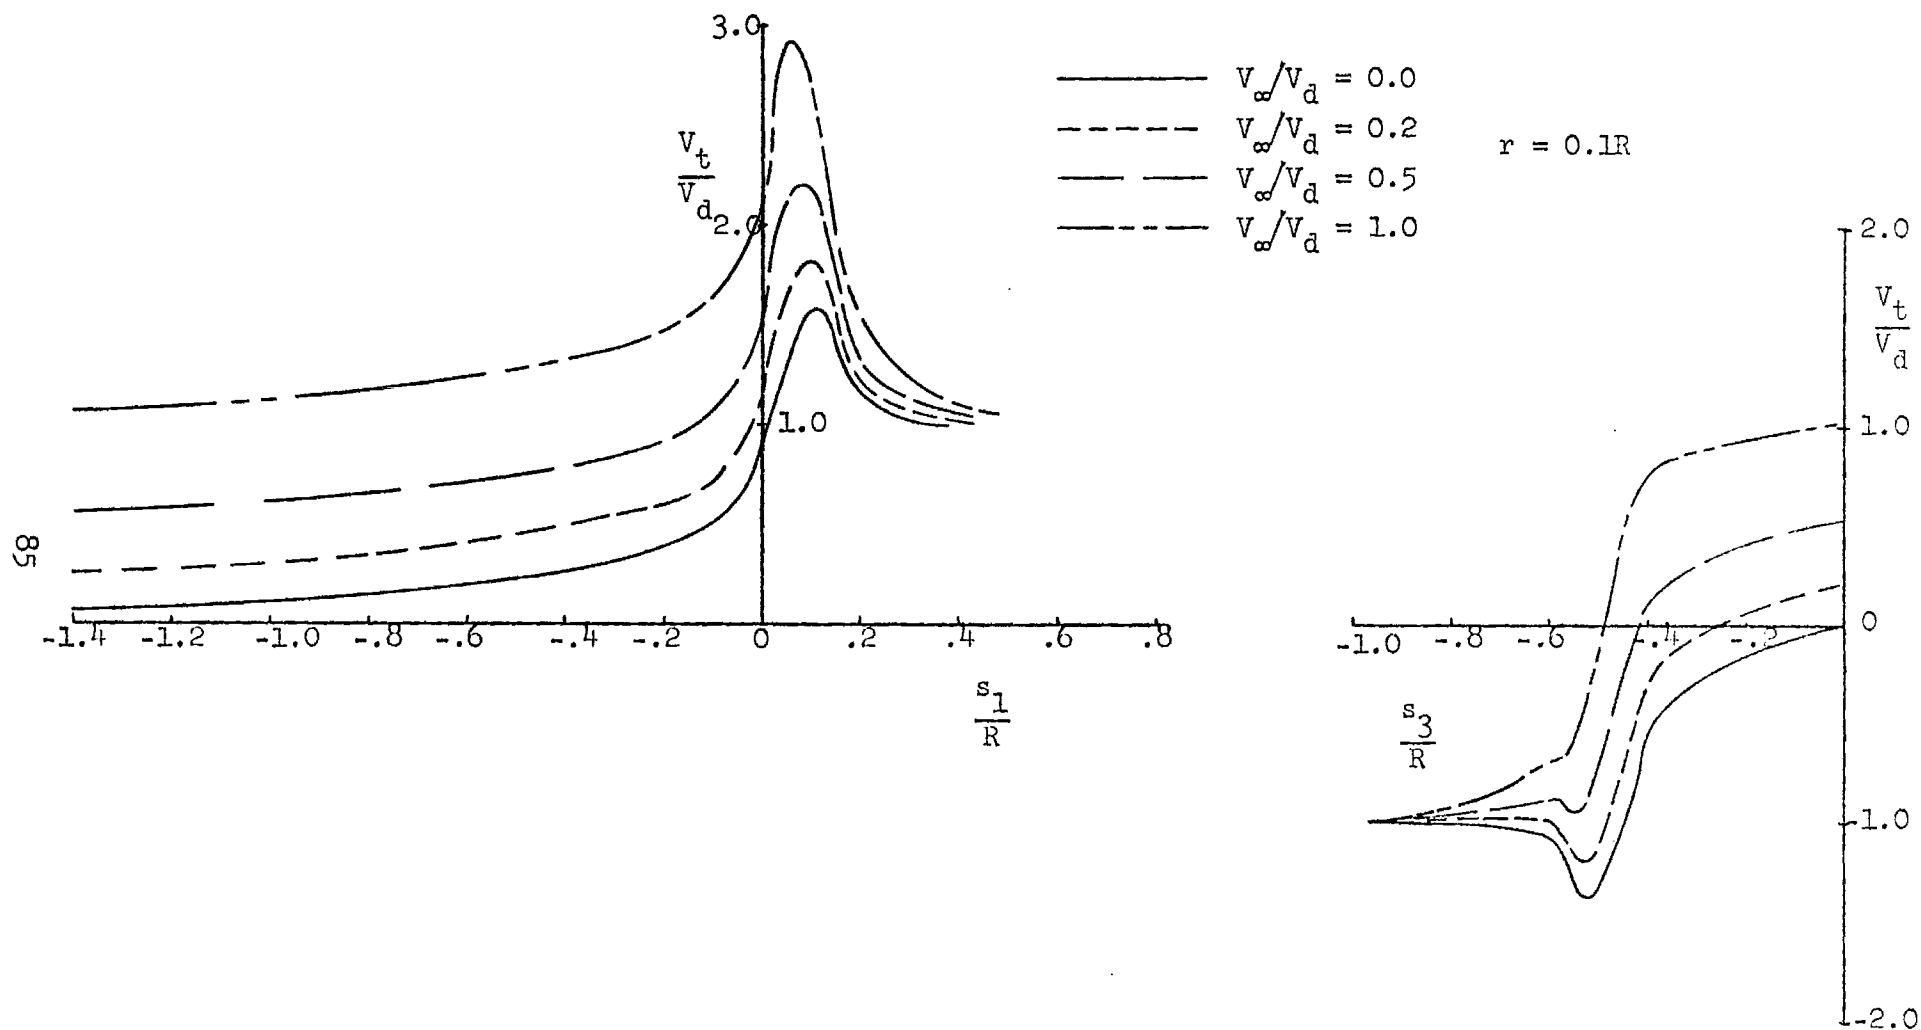 3.0
V_t/V_d
2.0
1.0
-1.4 -1.2 -1.0 -.8 -.6 -.4 -.2 0 .2 .4 .6 .8
s_1/R
V_∞/V_d = 0.0
V_∞/V_d = 0.2
V_∞/V_d = 0.5
V_∞/V_d = 1.0
r = 0.1R
2.0
V_t/V_d
1.0
0
-1.0 -.8 -.6 -.4 -.2
s_3/R
-1.0
-2.0
85